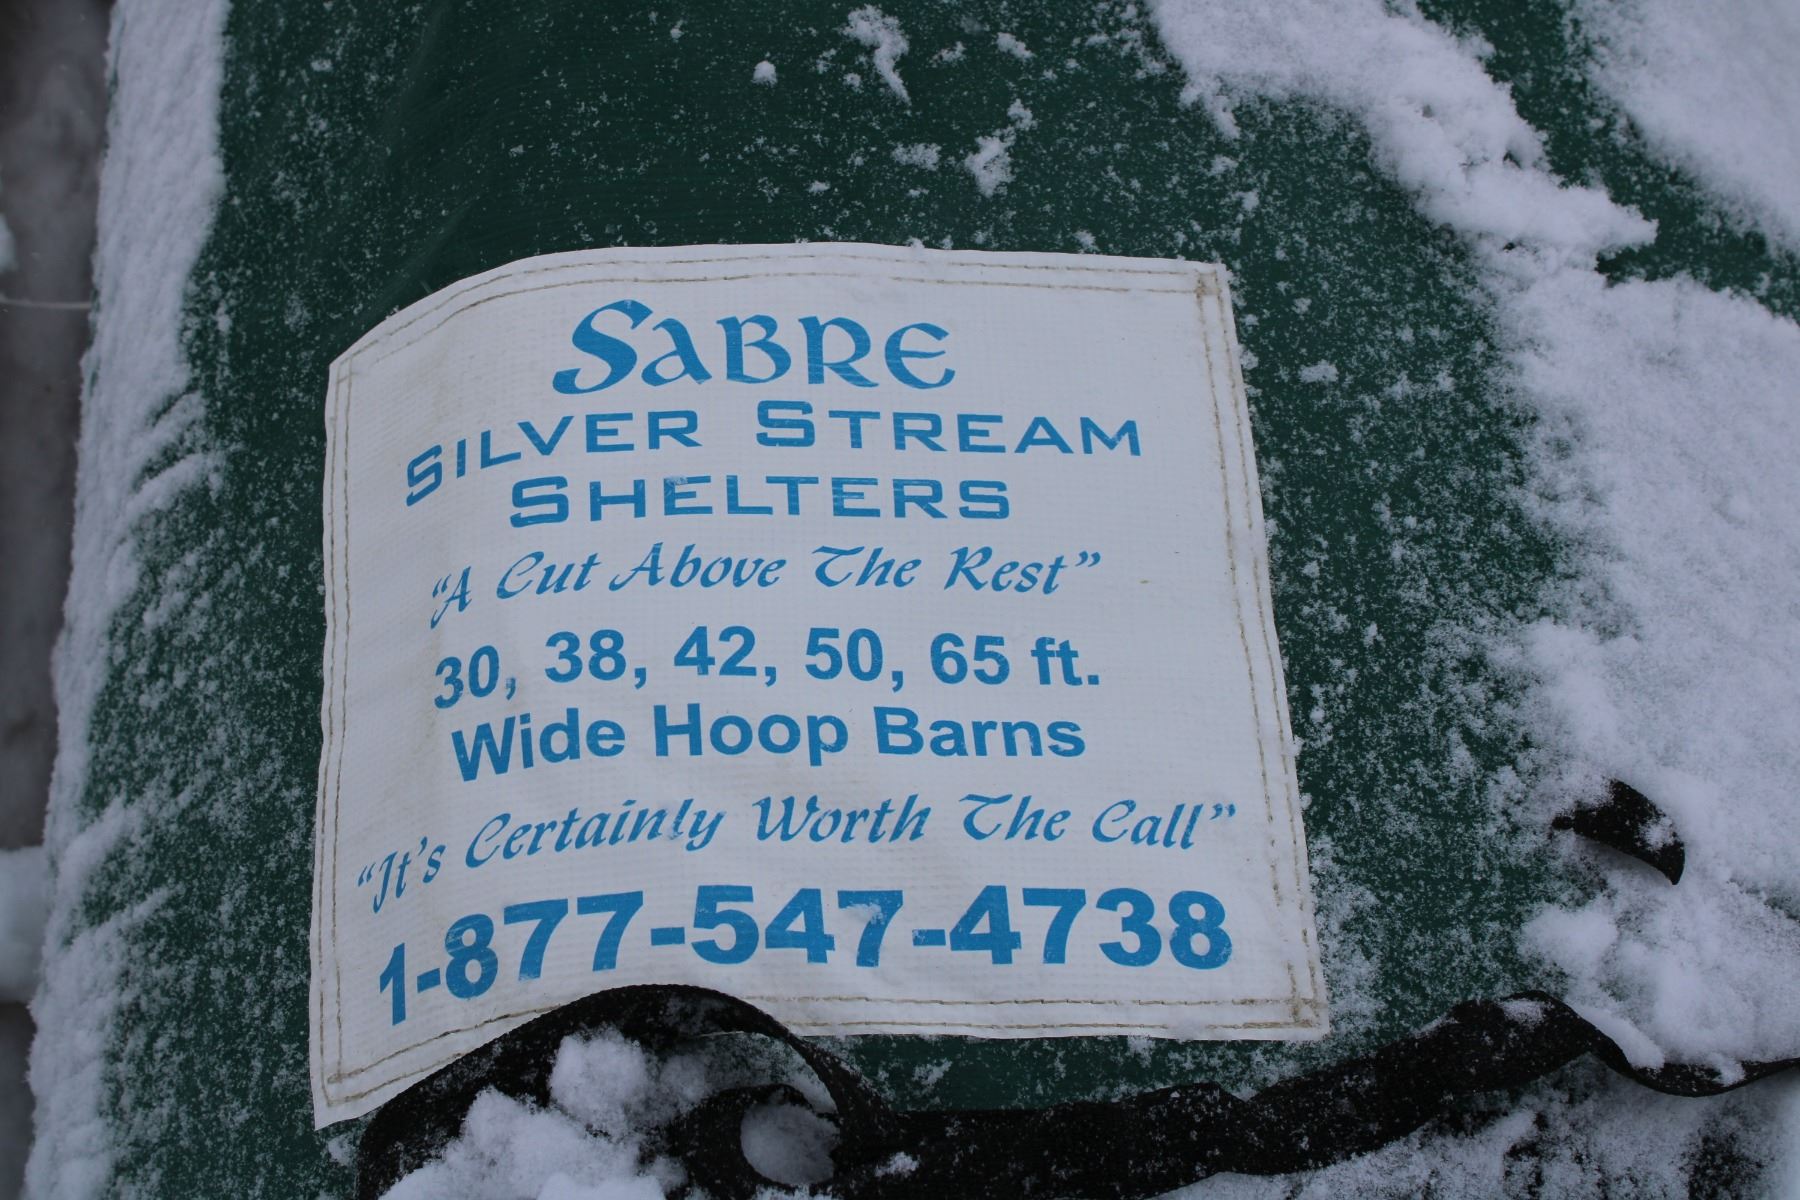 SABRE
SILVER STREAM
SHELTERS
“A Cut Above The Rest”
30, 38, 42, 50, 65 ft.
Wide Hoop Barns
“It's Certainly Worth The Call”
1-877-547-4738